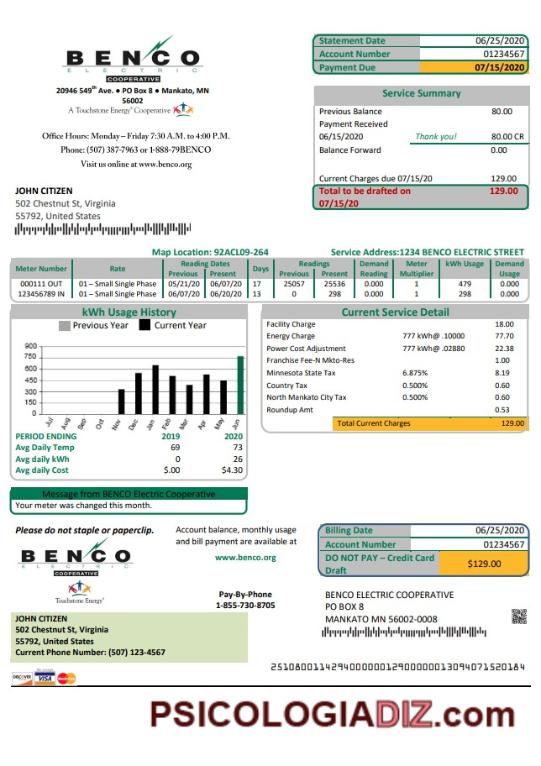 BENCO
ELECTRIC
COOPERATIVE
20946 549th Ave. ● PO Box 8 ● Mankato, MN
56002
A Touchstone Energy® Cooperative
Office Hours: Monday – Friday 7:30 A.M. to 4:00 P.M.
Phone: (507) 387-7963 or 1-888-79BENCO
Visit us online at www.benco.org
Statement Date 06/25/2020
Account Number 01234567
Payment Due 07/15/2020
Service Summary
Previous Balance 80.00
Payment Received
06/15/2020 Thank you! 80.00 CR
Balance Forward 0.00
Current Charges due 07/15/20 129.00
Total to be drafted on 129.00
07/15/20
JOHN CITIZEN
502 Chestnut St, Virginia
55792, United States
Map Location: 92ACL09-264 Service Address:1234 BENCO ELECTRIC STREET
Meter Number Rate Reading Dates Previous Present Days Readings Previous Present Demand Reading Meter Multiplier kWh Usage Demand Usage
000111 OUT 01 – Small Single Phase 05/21/20 06/07/20 17 25057 25536 0.000 1 479 0.000
123456789 IN 01 – Small Single Phase 06/07/20 06/20/20 13 0 298 0.000 1 298 0.000
kWh Usage History
Previous Year Current Year
900
750
600
450
300
150
0
Jul Aug Sep Oct Nov Dec Jan Feb Mar Apr May Jun
PERIOD ENDING 2019 2020
Avg Daily Temp 69 73
Avg daily kWh 0 26
Avg daily Cost $.00 $4.30
Current Service Detail
Facility Charge 18.00
Energy Charge 777 kWh@ .10000 77.70
Power Cost Adjustment 777 kWh@ .02880 22.38
Franchise Fee-N Mkto-Res 1.00
Minnesota State Tax 6.875% 8.19
Country Tax 0.500% 0.60
North Mankato City Tax 0.500% 0.60
Roundup Amt 0.53
Total Current Charges 129.00
Message from BENCO Electric Cooperative
Your meter was changed this month.
Please do not staple or paperclip.
BENCO
ELECTRIC
COOPERATIVE
Touchstone Energy®
Account balance, monthly usage
and bill payment are available at
www.benco.org
Pay-By-Phone
1-855-730-8705
Billing Date 06/25/2020
Account Number 01234567
DO NOT PAY – Credit Card
Draft $129.00
BENCO ELECTRIC COOPERATIVE
PO BOX 8
MANKATO MN 56002-0008
JOHN CITIZEN
502 Chestnut St, Virginia
55792, United States
Current Phone Number: (507) 123-4567
DISCOVER VISA MasterCard
PSICOLOGIADIZ.com